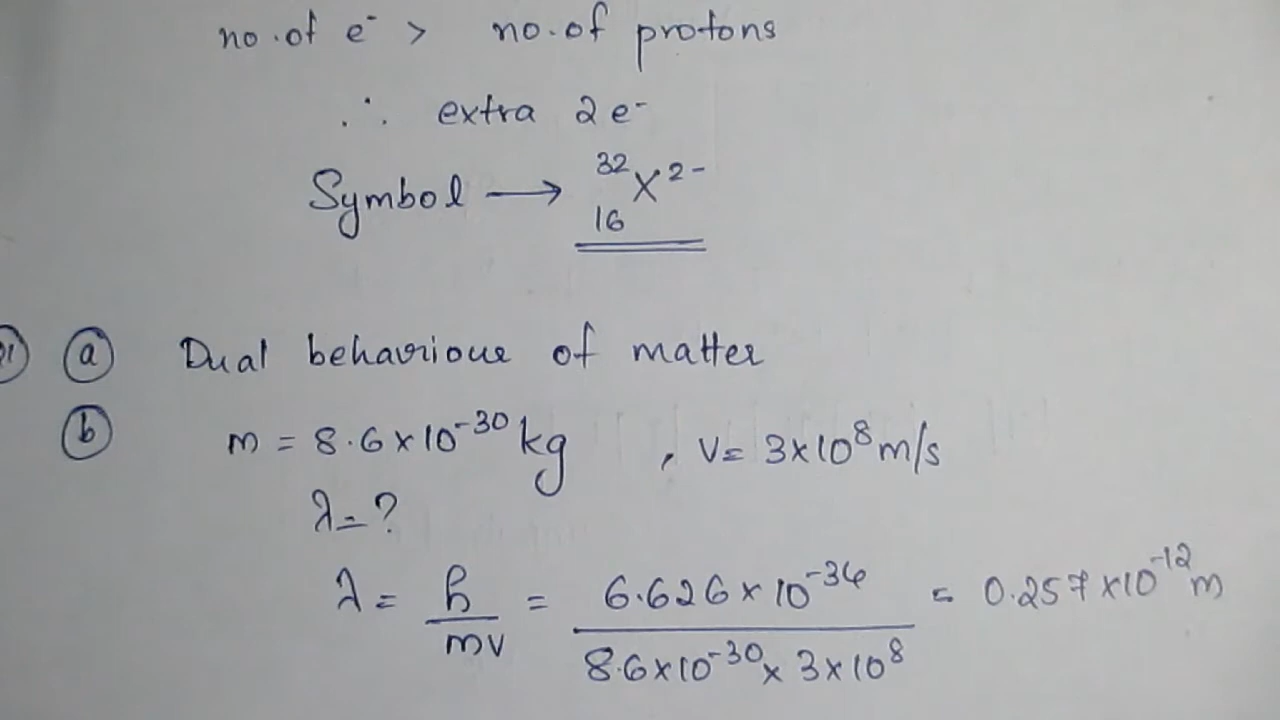 no. of e⁻ > no. of protons
∴ extra 2e⁻
Symbol → ³²₁₆X²⁻
(a) Dual behaviour of matter
(b) m = 8.6×10⁻³⁰ kg , v= 3×10⁸ m/s
λ = ?
λ = h/mv = 6.626×10⁻³⁴ / 8.6×10⁻³⁰ × 3×10⁸ = 0.257×10⁻¹² m